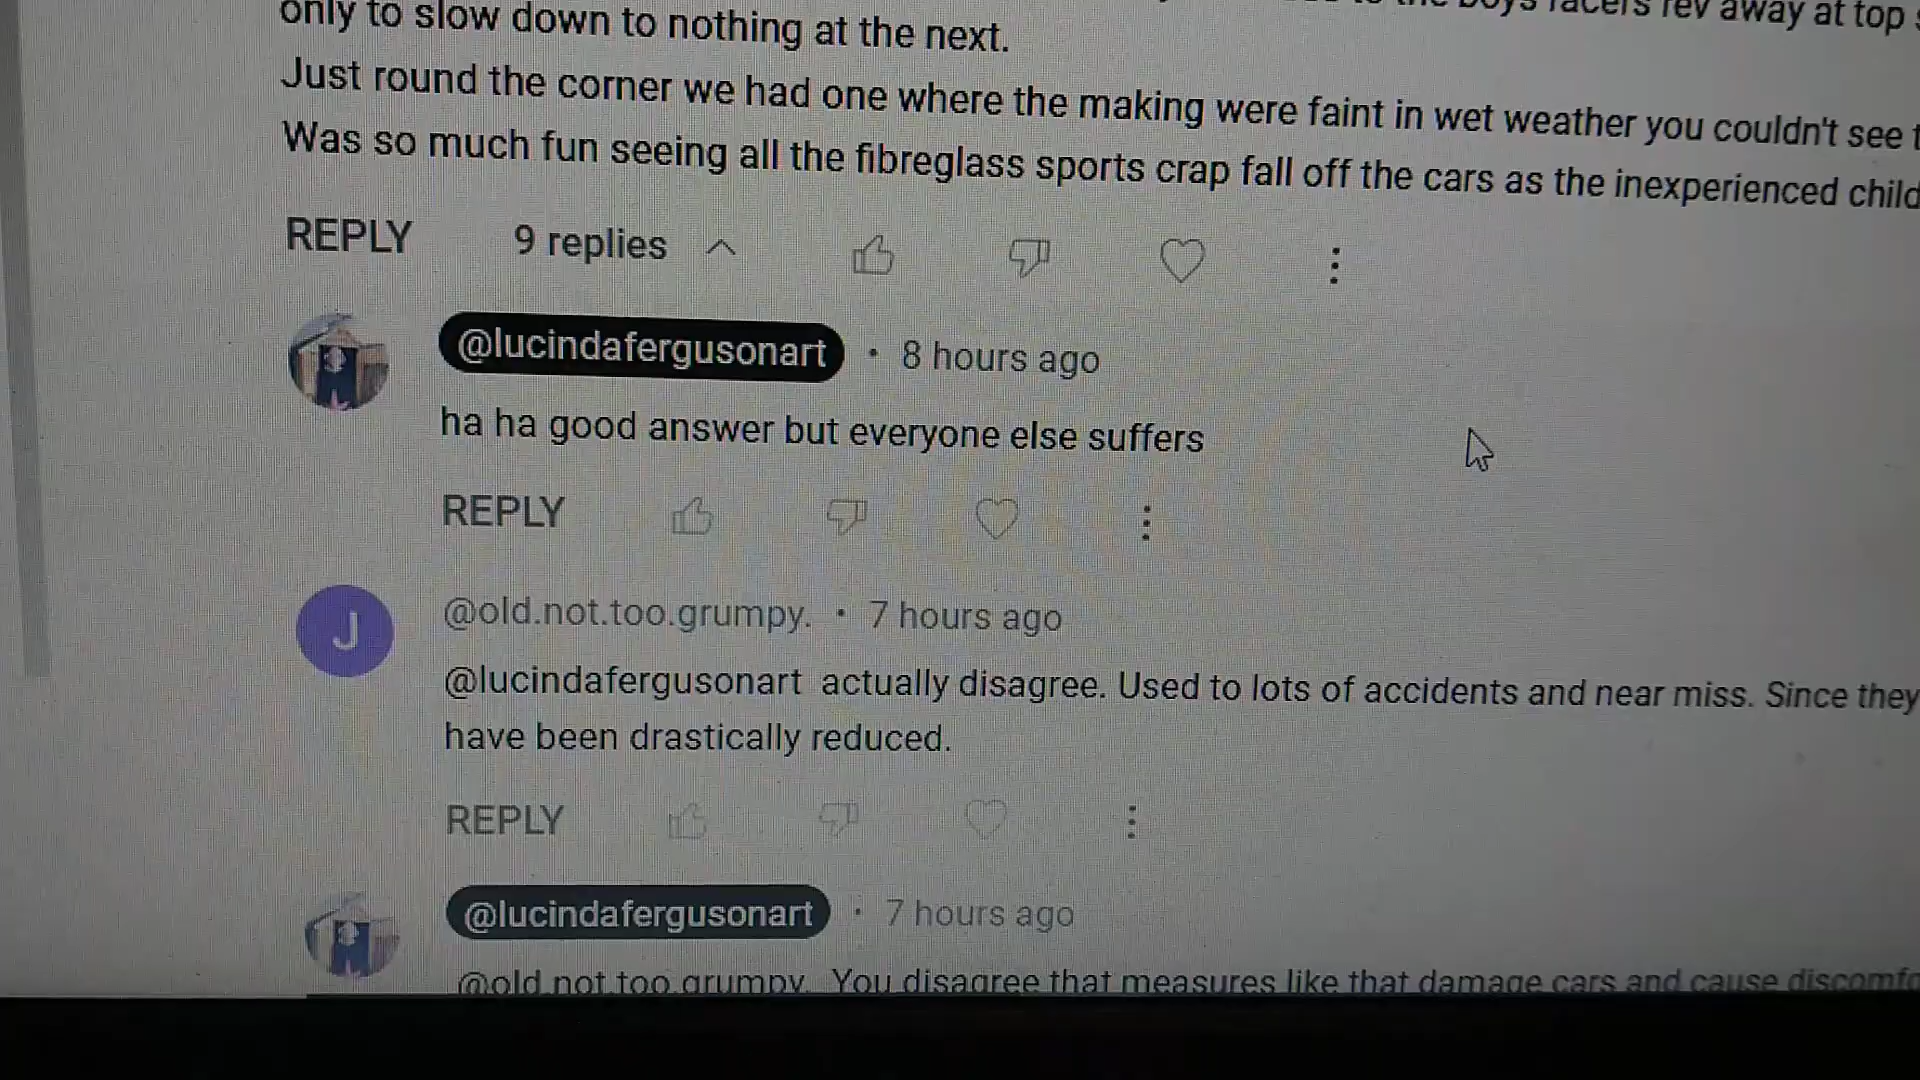 only to slow down to nothing at the next.
racers rev away at top
Just round the corner we had one where the making were faint in wet weather you couldn't see
Was so much fun seeing all the fibreglass sports crap fall off the cars as the inexperienced child
REPLY 9 replies
@lucindafergusonart · 8 hours ago
ha ha good answer but everyone else suffers
REPLY
J @old.not.too.grumpy. · 7 hours ago
@lucindafergusonart actually disagree. Used to lots of accidents and near miss. Since they
have been drastically reduced.
REPLY
@lucindafergusonart · 7 hours ago
@old.not.too.grumpy. You disagree that measures like that damage cars and cause